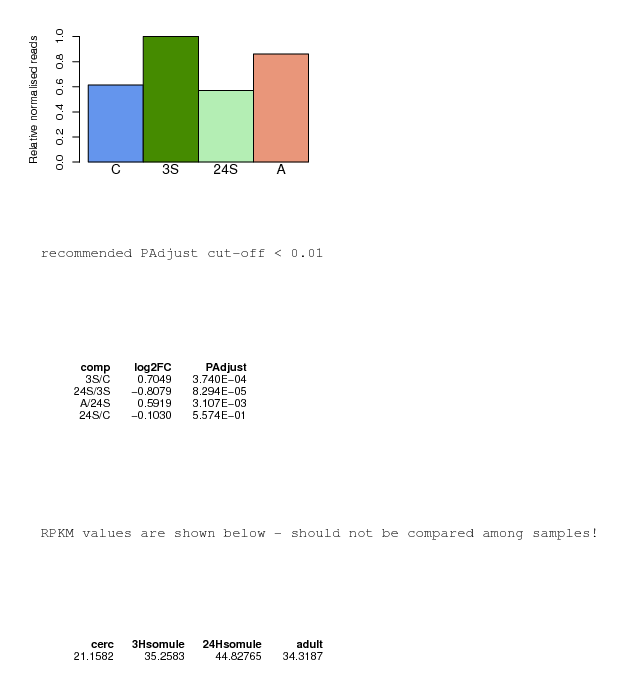 Relative normalised reads
1.0
0.8
0.6
0.4
0.2
0.0
C 3S 24S A
recommended PAdjust cut-off < 0.01
comp log2FC PAdjust
3S/C 0.7049 3.740E-04
24S/3S -0.8079 8.294E-05
A/24S 0.5919 3.107E-03
24S/C -0.1030 5.574E-01
RPKM values are shown below - should not be compared among samples!
cerc 3Hsomule 24Hsomule adult
21.1582 35.2583 44.82765 34.3187